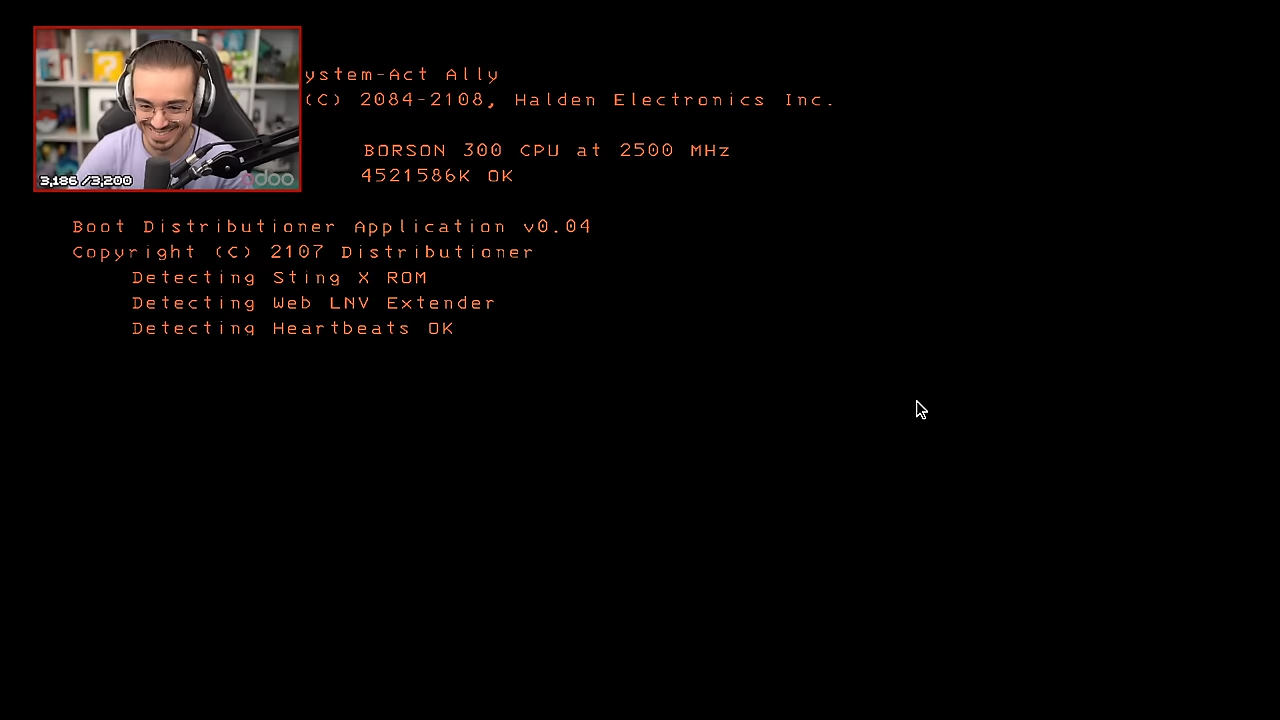 ystem-Act Ally
(C) 2084-2108, Halden Electronics Inc.
BORSON 300 CPU at 2500 MHz
4521586K OK
3,186 /3,200
doo
Boot Distributioner Application v0.04
Copyright (C) 2107 Distributioner
Detecting Sting X ROM
Detecting Web LNV Extender
Detecting Heartbeats OK